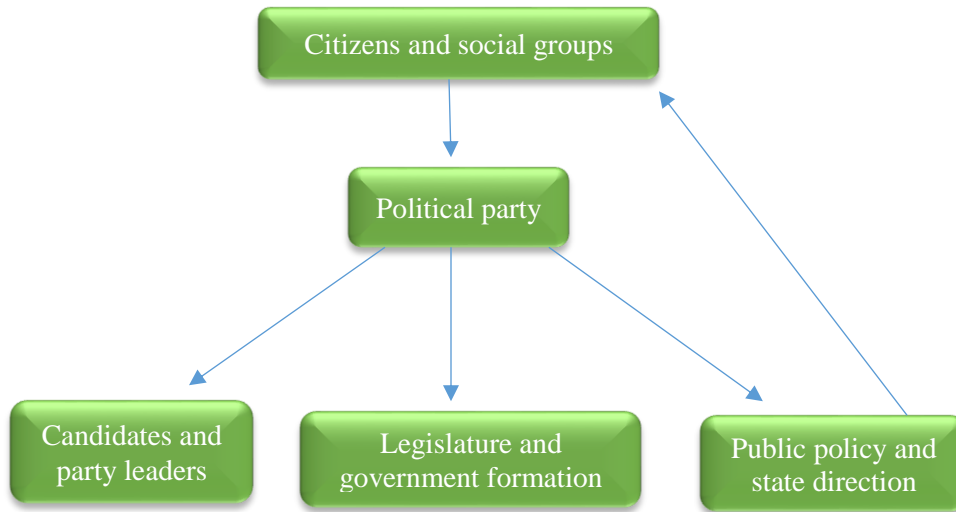 Citizens and social groups
Political party
Candidates and
party leaders
Legislature and
government formation
Public policy and
state direction